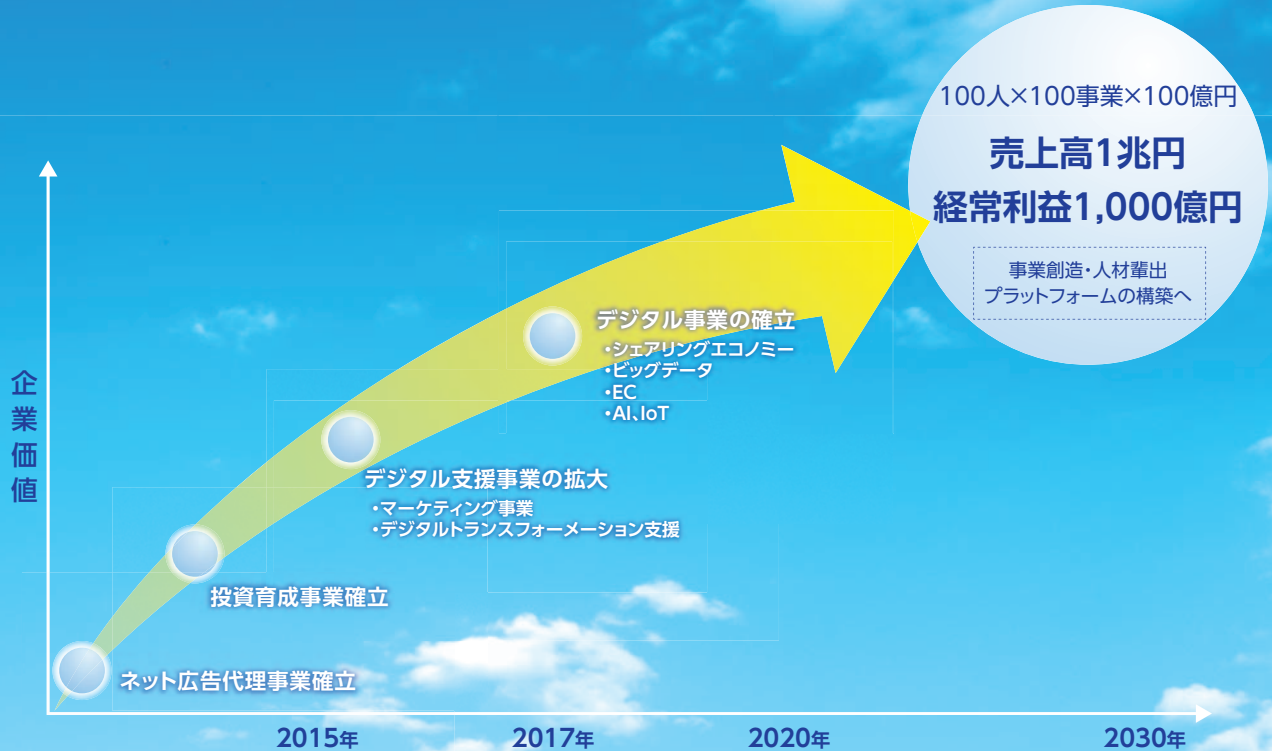 100人×100事業×100億円
売上高1兆円
経常利益1,000億円
事業創造・人材輩出
プラットフォームの構築へ
デジタル事業の確立
・シェアリングエコノミー
・ビッグデータ
・EC
・AI、IoT
企業価値
デジタル支援事業の拡大
・マーケティング事業
・デジタルトランスフォーメーション支援
投資育成事業確立
ネット広告代理事業確立
2015年
2017年
2020年
2030年